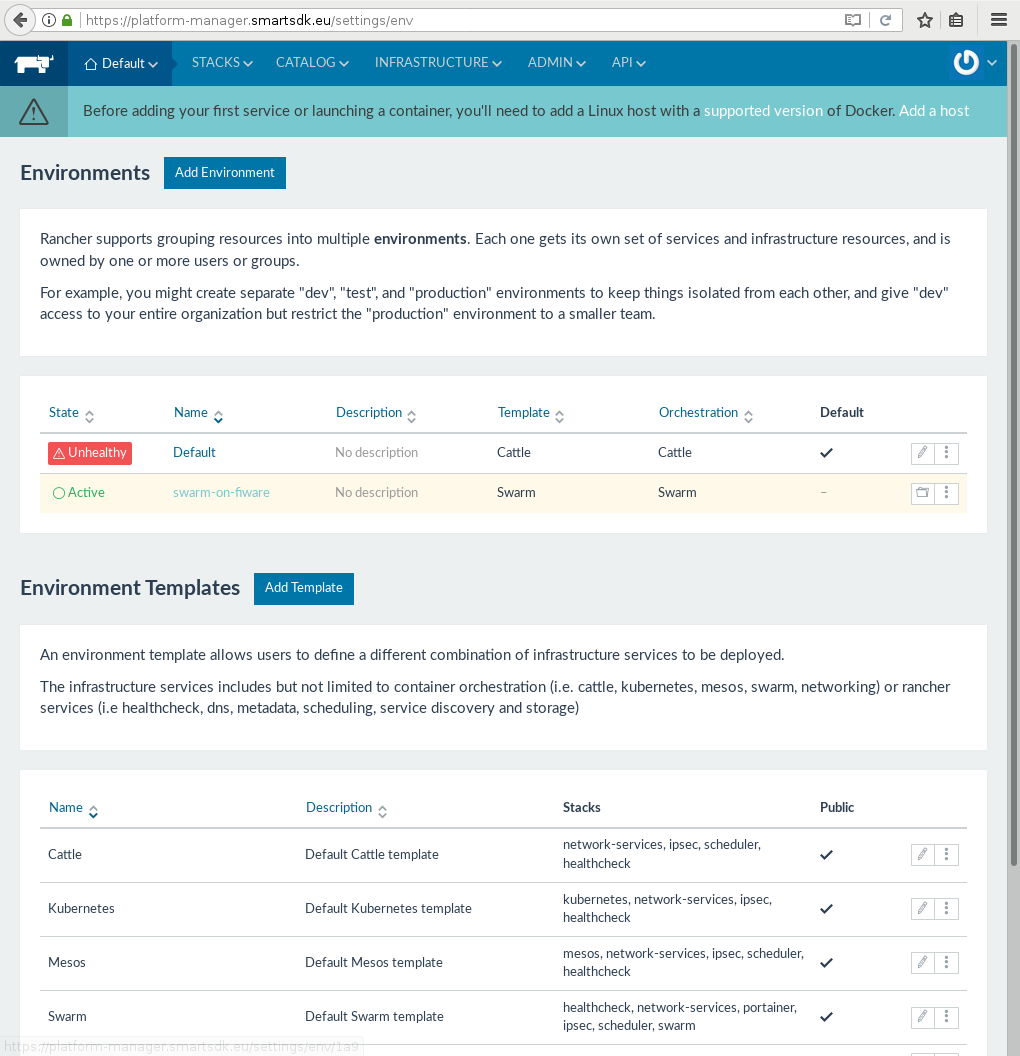 https://platform-manager.smartsdk.eu/settings/env
Default STACKS CATALOG INFRASTRUCTURE ADMIN API
Before adding your first service or launching a container, you'll need to add a Linux host with a supported version of Docker. Add a host
Environments Add Environment
Rancher supports grouping resources into multiple environments. Each one gets its own set of services and infrastructure resources, and is
owned by one or more users or groups.
For example, you might create separate "dev", "test", and "production" environments to keep things isolated from each other, and give "dev"
access to your entire organization but restrict the "production" environment to a smaller team.
State Name Description Template Orchestration Default
Unhealthy Default No description Cattle Cattle
Active swarm-on-fiware No description Swarm Swarm –
Environment Templates Add Template
An environment template allows users to define a different combination of infrastructure services to be deployed.
The infrastructure services includes but not limited to container orchestration (i.e. cattle, kubernetes, mesos, swarm, networking) or rancher
services (i.e healthcheck, dns, metadata, scheduling, service discovery and storage)
Name Description Stacks Public
Cattle Default Cattle template network-services, ipsec, scheduler,
healthcheck
Kubernetes Default Kubernetes template kubernetes, network-services, ipsec,
healthcheck
Mesos Default Mesos template mesos, network-services, ipsec, scheduler,
healthcheck
Swarm Default Swarm template healthcheck, network-services, portainer,
ipsec, scheduler, swarm
https://platform-manager.smartsdk.eu/settings/env/1a9